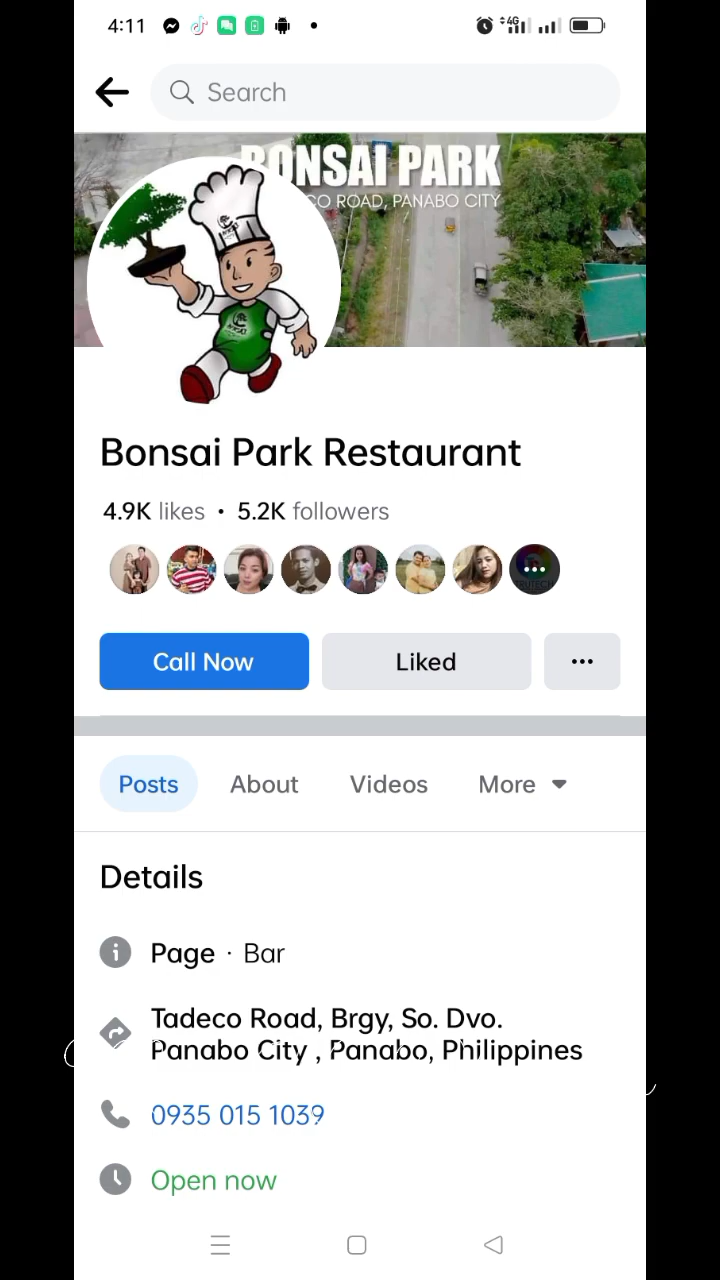 4:11
4G
Search
BONSAI PARK
CO ROAD, PANABO CITY
Bonsai Park Restaurant
4.9K likes • 5.2K followers
Call Now
Liked
Posts
About
Videos
More
Details
Page · Bar
Tadeco Road, Brgy, So. Dvo.
Panabo City , Panabo, Philippines
0935 015 1039
Open now